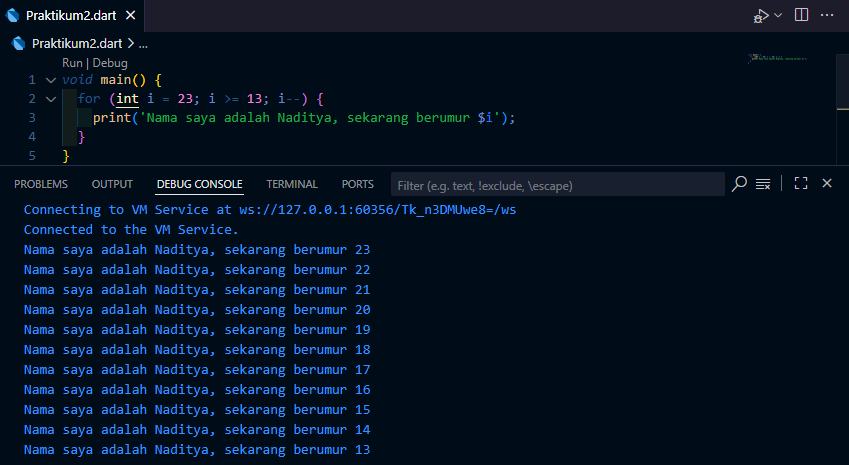 Praktikum2.dart
Praktikum2.dart > ...
Run | Debug
1 void main() {
2 for (int i = 23; i >= 13; i--) {
3 print('Nama saya adalah Naditya, sekarang berumur $i');
4 }
5 }
PROBLEMS OUTPUT DEBUG CONSOLE TERMINAL PORTS Filter (e.g. text, !exclude, \escape)
Connecting to VM Service at ws://127.0.0.1:60356/Tk_n3DMUwe8=/ws
Connected to the VM Service.
Nama saya adalah Naditya, sekarang berumur 23
Nama saya adalah Naditya, sekarang berumur 22
Nama saya adalah Naditya, sekarang berumur 21
Nama saya adalah Naditya, sekarang berumur 20
Nama saya adalah Naditya, sekarang berumur 19
Nama saya adalah Naditya, sekarang berumur 18
Nama saya adalah Naditya, sekarang berumur 17
Nama saya adalah Naditya, sekarang berumur 16
Nama saya adalah Naditya, sekarang berumur 15
Nama saya adalah Naditya, sekarang berumur 14
Nama saya adalah Naditya, sekarang berumur 13